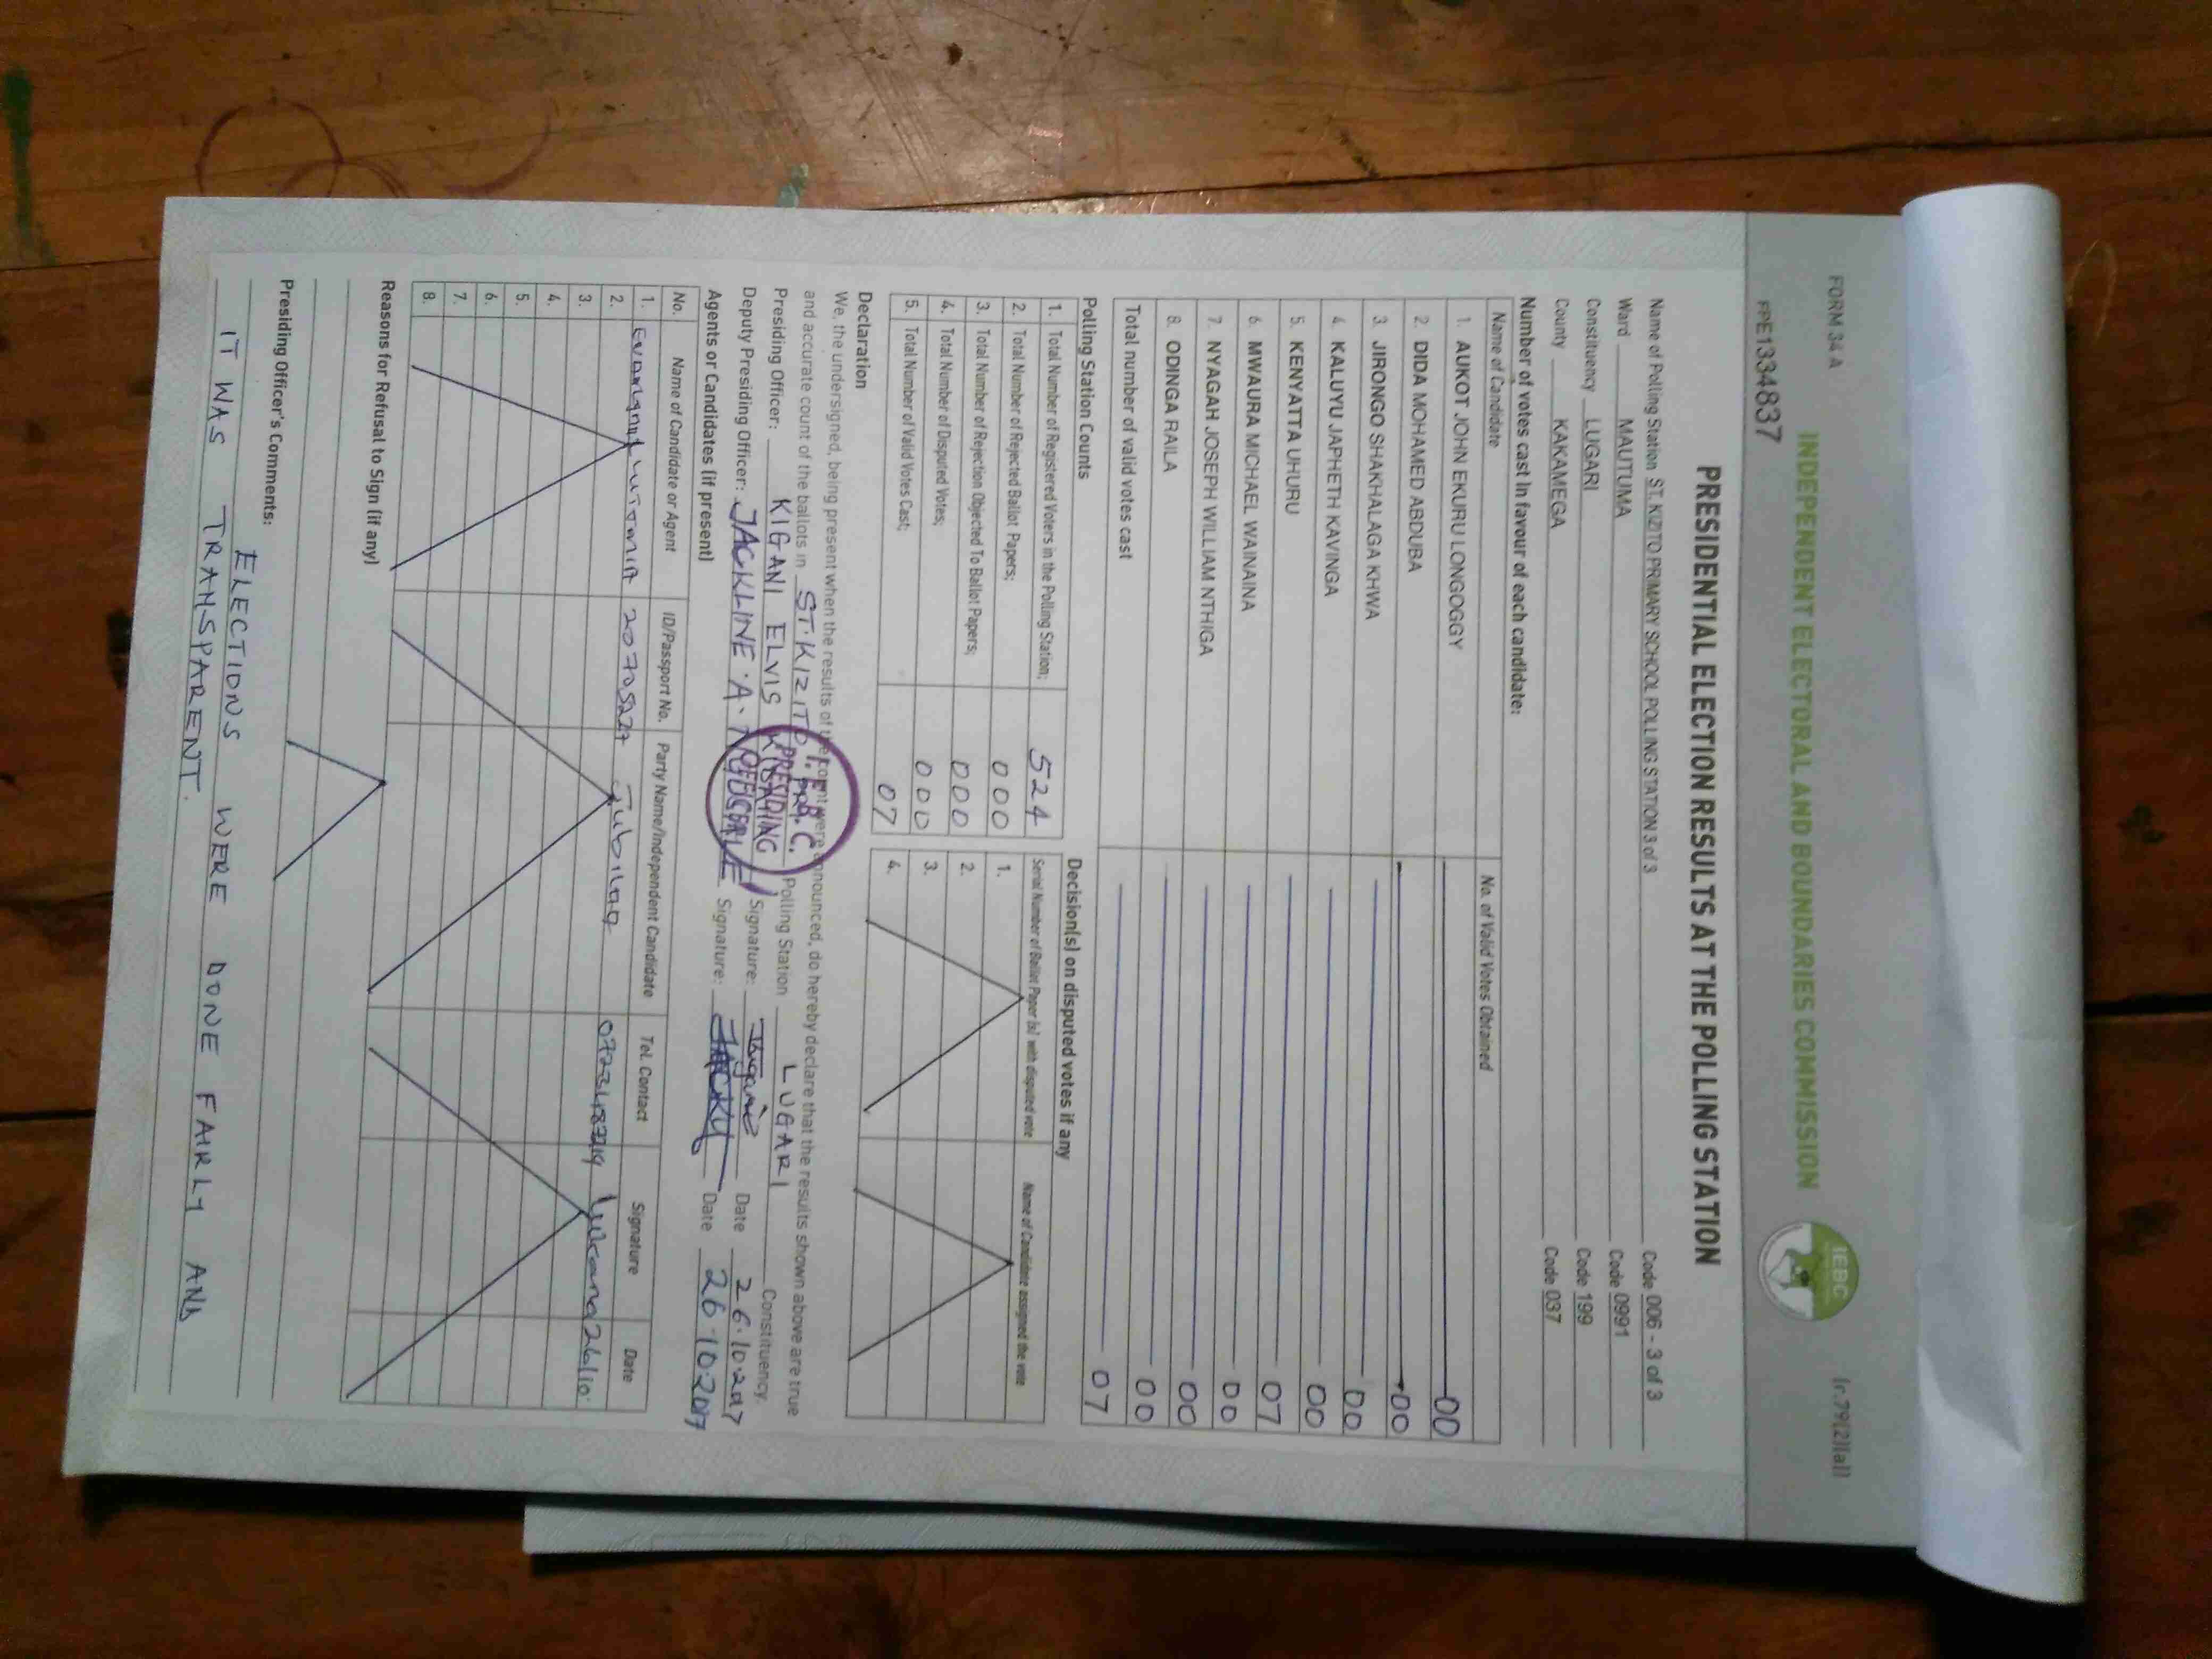 FORM 34 A
(r.79(2)(a))
INDEPENDENT ELECTORAL AND BOUNDARIES COMMISSION
IEBC
FPE1334837
PRESIDENTIAL ELECTION RESULTS AT THE POLLING STATION
Name of Polling Station ST. KIZITO PRIMARY SCHOOL POLLING STATION 3 of 3 Code 006 - 3 of 3
Ward MAUTUMA Code 0991
Constituency LUGARI Code 199
County KAKAMEGA Code 037
Number of votes cast in favour of each candidate:
Name of Candidate No. of Valid Votes Obtained
1. AUKOT JOHN EKURU LONGOGGY 00
2. DIDA MOHAMED ABDUBA 00
3. JIRONGO SHAKHALAGA KHWA 00
4. KALUYU JAPHETH KAVINGA 00
5. KENYATTA UHURU 07
6. MWAURA MICHAEL WAINAINA 00
7. NYAGAH JOSEPH WILLIAM NTHIGA 00
8. ODINGA RAILA 00
Total number of valid votes cast 07
Polling Station Counts
1. Total Number of Registered Voters in the Polling Station; 524
2. Total Number of Rejected Ballot Papers; 000
3. Total Number of Rejection Objected To Ballot Papers; 000
4. Total Number of Disputed Votes; 000
5. Total Number of Valid Votes Cast; 07
Decision(s) on disputed votes if any
Serial Number of Ballot Paper (s) with disputed vote Name of Candidate assigned the vote
1.
2.
3.
4.
Declaration
We, the undersigned, being present when the results of the count were announced, do hereby declare that the results shown above are true
and accurate count of the ballots in ST. KIZITO Polling Station LUGARI Constituency.
Presiding Officer: KIGANI ELVIS Signature: Date 26.10.2017
Deputy Presiding Officer: JACKLINE .A. Signature: JACKY Date 26.10.2017
PRESIDING
Agents or Candidates (if present)
No. Name of Candidate or Agent ID/Passport No. Party Name/Independent Candidate Tel. Contact Signature Date
1. 20705227 Jubilaa 26/10:
2.
3.
4.
5.
6.
7.
8.
Reasons for Refusal to Sign (if any)
Presiding Officer's Comments:
ELECTIONS WERE DONE FAIRLY AND
IT WAS TRANSPARENT.